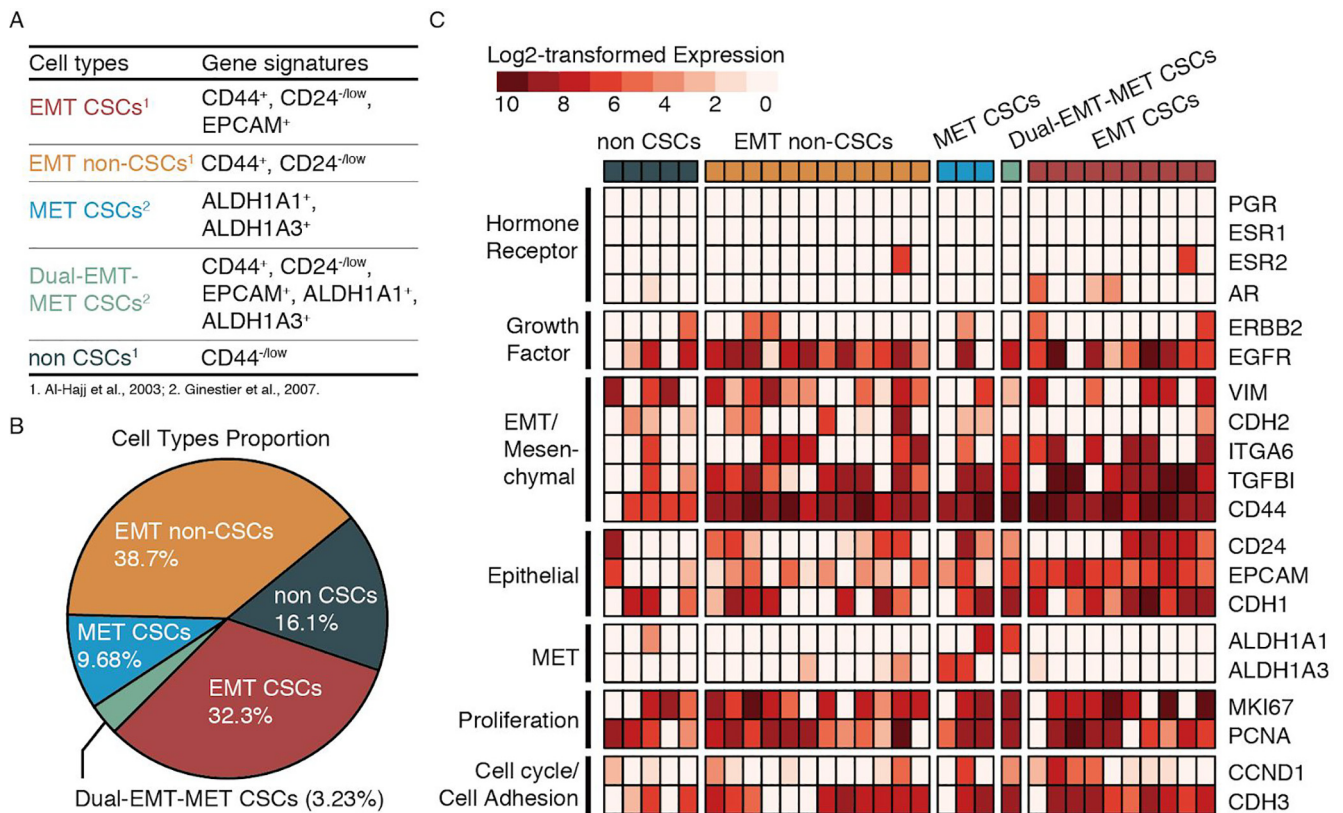 A
Cell types Gene signatures
EMT CSCs¹ CD44⁺, CD24⁻/ˡᵒʷ,
EPCAM⁺
EMT non-CSCs¹ CD44⁺, CD24⁻/ˡᵒʷ
MET CSCs² ALDH1A1⁺,
ALDH1A3⁺
Dual-EMT-
MET CSCs²
CD44⁺, CD24⁻/ˡᵒʷ,
EPCAM⁺, ALDH1A1⁺,
ALDH1A3⁺
non CSCs¹ CD44⁻/ˡᵒʷ
1. Al-Hajj et al., 2003; 2. Ginestier et al., 2007.
B
Cell Types Proportion
EMT non-CSCs
38.7%
non CSCs
16.1%
MET CSCs
9.68%
EMT CSCs
32.3%
Dual-EMT-MET CSCs (3.23%)
C
Log2-transformed Expression
10 8 6 4 2 0
non CSCs
EMT non-CSCs
MET CSCs
Dual-EMT-MET CSCs
EMT CSCs
Hormone
Receptor
PGR
ESR1
ESR2
AR
Growth
Factor
ERBB2
EGFR
EMT/
Mesen-
chymal
VIM
CDH2
ITGA6
TGFBI
CD44
Epithelial
CD24
EPCAM
CDH1
MET
ALDH1A1
ALDH1A3
Proliferation
MKI67
PCNA
Cell cycle/
Cell Adhesion
CCND1
CDH3